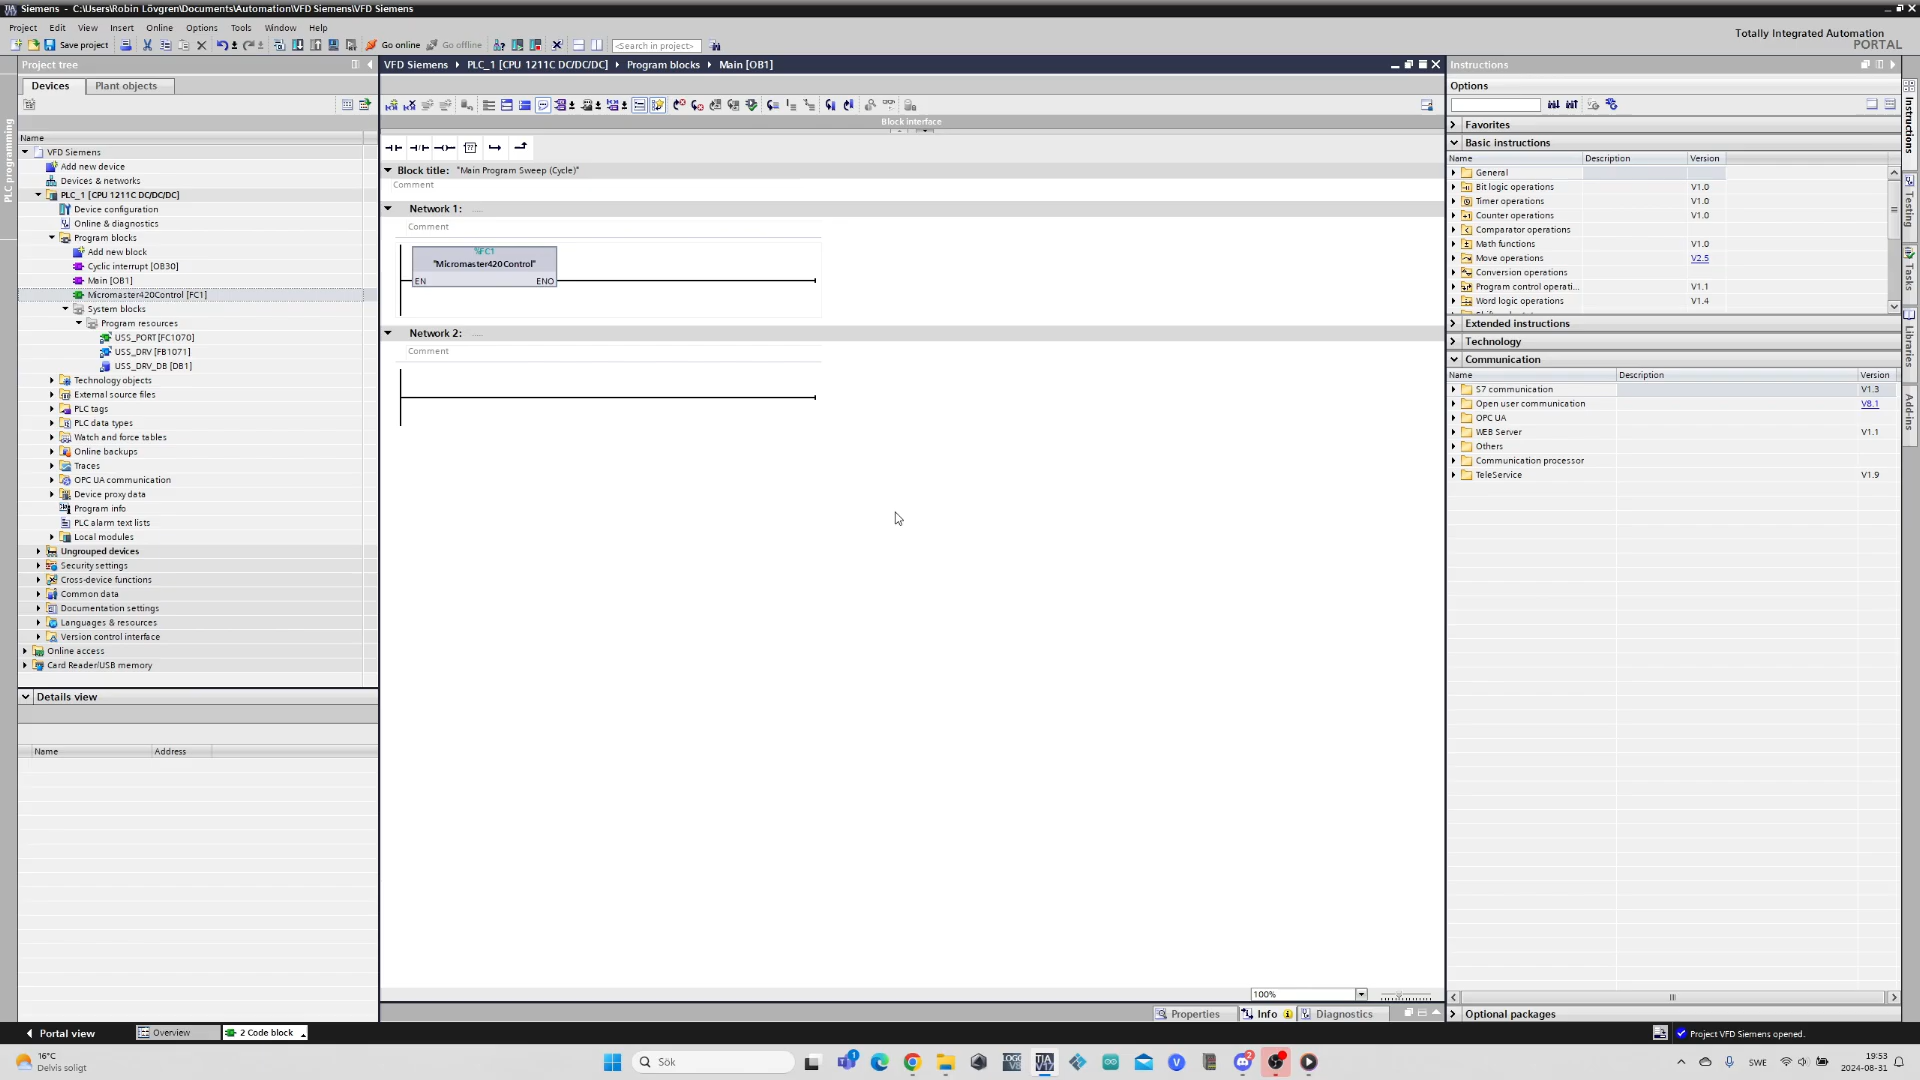 Siemens - C:\Users\Robin Lövgren\Documents\Automation\VFD Siemens\VFD Siemens
Project Edit View Insert Online Options Tools Window Help
Totally Integrated Automation
PORTAL
Save project Go online Go offline <Search in project>
Project tree
Devices Plant objects
Name
VFD Siemens
Add new device
Devices & networks
PLC_1 [CPU 1211C DC/DC/DC]
Device configuration
Online & diagnostics
Program blocks
Add new block
Cyclic interrupt [OB30]
Main [OB1]
Micromaster420Control [FC1]
System blocks
Program resources
USS_PORT [FC1070]
USS_DRV [FB1071]
USS_DRV_DB [DB1]
Technology objects
External source files
PLC tags
PLC data types
Watch and force tables
Online backups
Traces
OPC UA communication
Device proxy data
Program info
PLC alarm text lists
Local modules
Ungrouped devices
Security settings
Cross-device functions
Common data
Documentation settings
Languages & resources
Version control interface
Online access
Card Reader/USB memory
Details view
Name Address
PLC programming
VFD Siemens PLC_1 [CPU 1211C DC/DC/DC] Program blocks Main [OB1]
Block interface
Block title: "Main Program Sweep (Cycle)"
Comment
Network 1: .....
Comment
%FC1
"Micromaster420Control"
EN ENO
Network 2: .....
Comment
100%
Properties Info Diagnostics
Instructions
Options
Favorites
Basic instructions
Name Description Version
General
Bit logic operations V1.0
Timer operations V1.0
Counter operations V1.0
Comparator operations
Math functions V1.0
Move operations V2.5
Conversion operations
Program control operati... V1.1
Word logic operations V1.4
Extended instructions
Technology
Communication
Name Description Version
S7 communication V1.3
Open user communication V8.1
OPC UA
WEB Server V1.1
Others
Communication processor
TeleService V1.9
Optional packages
Instructions
Testing
Tasks
Libraries
Add-ins
Portal view Overview 2 Code block
Project VFD Siemens opened.
16°C
Delvis soligt
Sök
SWE
19:53
2024-08-31